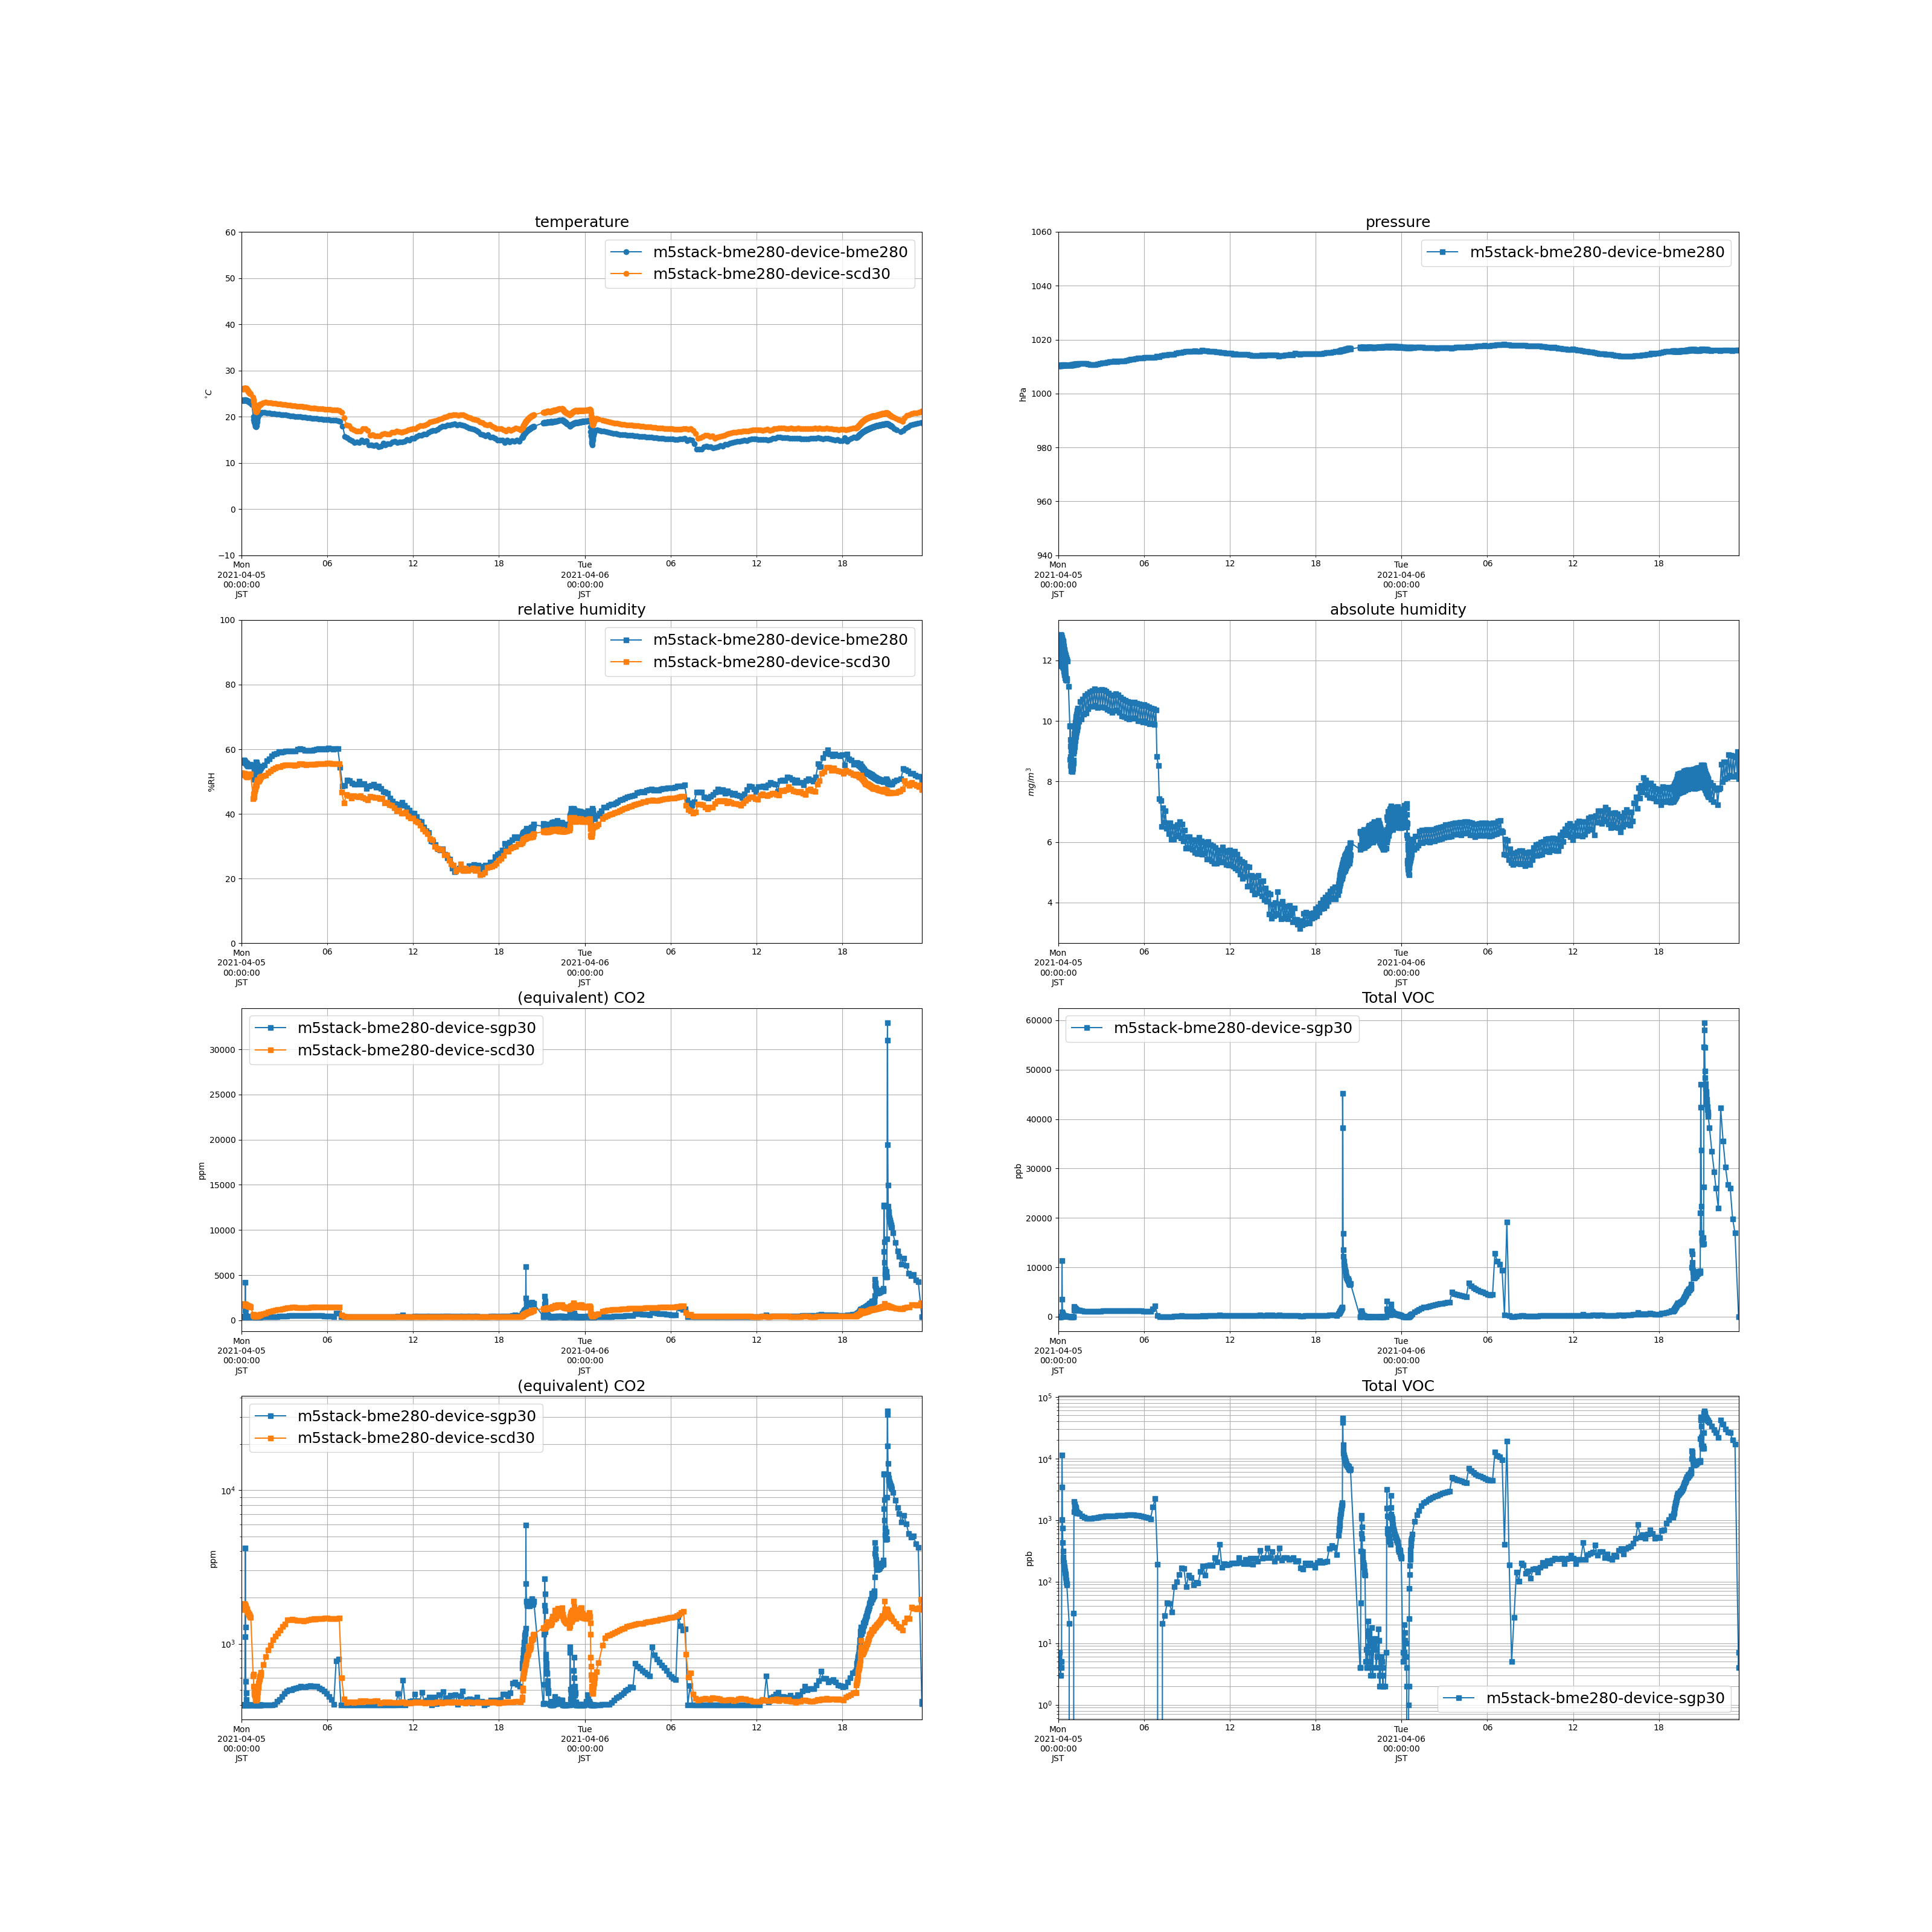 temperature
60
50
40
30
20
10
0
−10
°C
m5stack-bme280-device-bme280
m5stack-bme280-device-scd30
Mon
2021-04-05
00:00:00
JST
06
12
18
Tue
2021-04-06
00:00:00
JST
06
12
18
pressure
1060
1040
1020
1000
980
960
940
hPa
m5stack-bme280-device-bme280
Mon
2021-04-05
00:00:00
JST
06
12
18
Tue
2021-04-06
00:00:00
JST
06
12
18
relative humidity
100
80
60
40
20
0
%RH
m5stack-bme280-device-bme280
m5stack-bme280-device-scd30
Mon
2021-04-05
00:00:00
JST
06
12
18
Tue
2021-04-06
00:00:00
JST
06
12
18
absolute humidity
12
10
8
6
4
mg/m³
Mon
2021-04-05
00:00:00
JST
06
12
18
Tue
2021-04-06
00:00:00
JST
06
12
18
(equivalent) CO2
30000
25000
20000
15000
10000
5000
0
ppm
m5stack-bme280-device-sgp30
m5stack-bme280-device-scd30
Mon
2021-04-05
00:00:00
JST
06
12
18
Tue
2021-04-06
00:00:00
JST
06
12
18
Total VOC
60000
50000
40000
30000
20000
10000
0
ppb
m5stack-bme280-device-sgp30
Mon
2021-04-05
00:00:00
JST
06
12
18
Tue
2021-04-06
00:00:00
JST
06
12
18
(equivalent) CO2
10⁴
10³
ppm
m5stack-bme280-device-sgp30
m5stack-bme280-device-scd30
Mon
2021-04-05
00:00:00
JST
06
12
18
Tue
2021-04-06
00:00:00
JST
06
12
18
Total VOC
10⁵
10⁴
10³
10²
10¹
10⁰
ppb
m5stack-bme280-device-sgp30
Mon
2021-04-05
00:00:00
JST
06
12
18
Tue
2021-04-06
00:00:00
JST
06
12
18